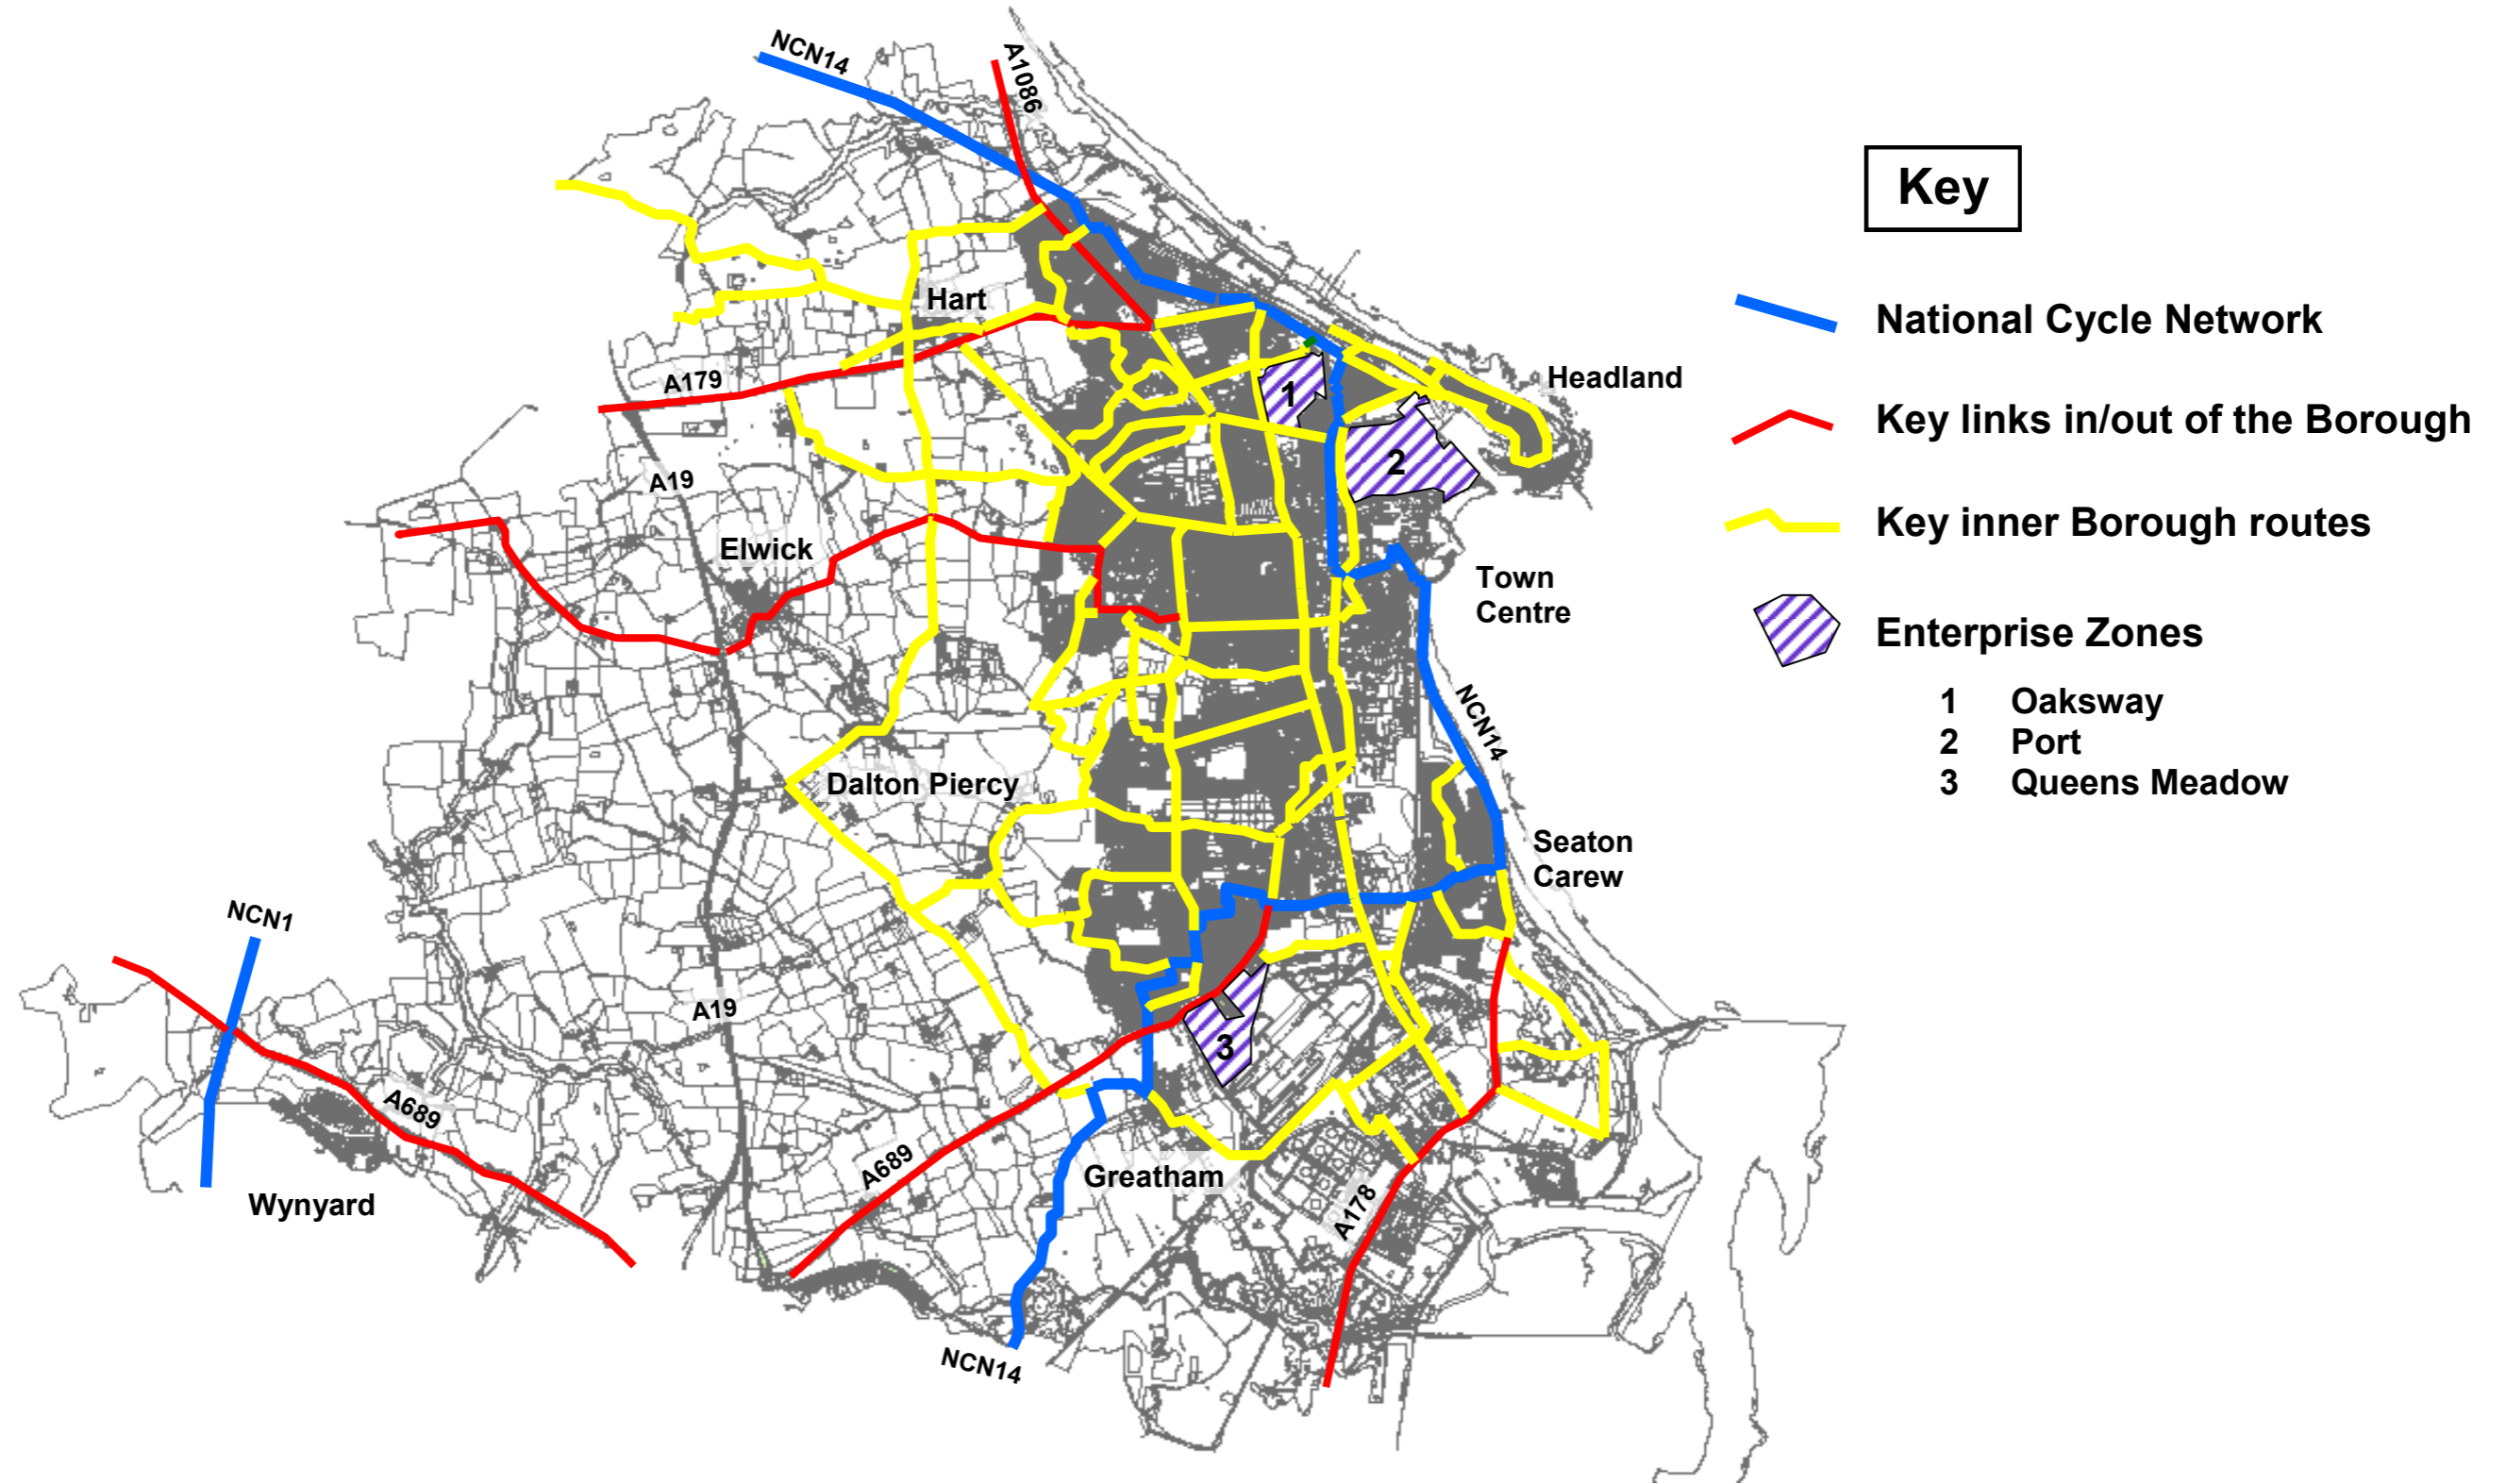 NCN14
A1086
Key
Hart
National Cycle Network
A179
Headland
Key links in/out of the Borough
1
2
A19
Key inner Borough routes
Elwick
Town
Centre
Enterprise Zones
1 Oaksway
2 Port
3 Queens Meadow
NCN14
Dalton Piercy
Seaton
Carew
NCN1
A19
3
A689
A689
Greatham
Wynyard
A178
NCN14